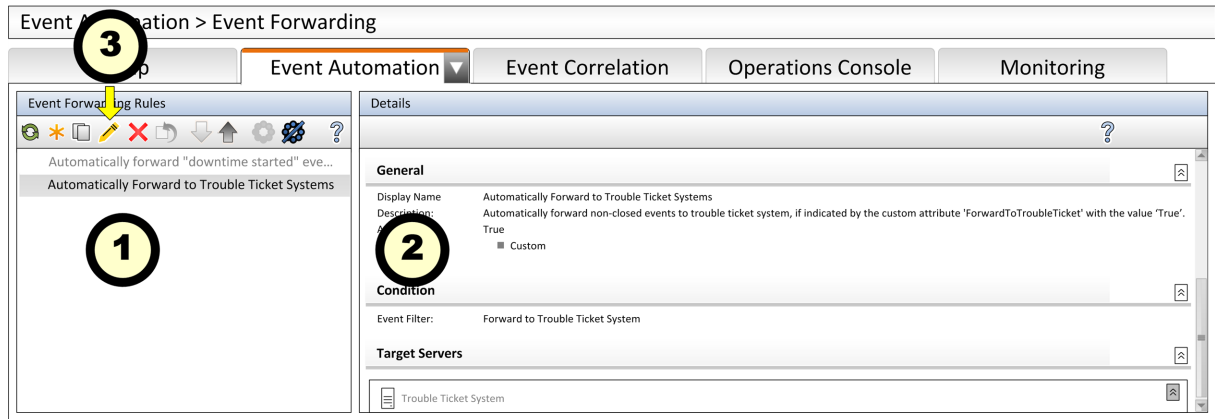 Event A ation > Event Forwarding
3
p
Event Automation
Event Correlation
Operations Console
Monitoring
Event Forwarding Rules
?
Automatically forward "downtime started" eve...
Automatically Forward to Trouble Ticket Systems
1
Details
?
General
Display Name Automatically Forward to Trouble Ticket Systems
Description: Automatically forward non-closed events to trouble ticket system, if indicated by the custom attribute 'ForwardToTroubleTicket' with the value ‘True’.
True
Custom
2
Condition
Event Filter: Forward to Trouble Ticket System
Target Servers
Trouble Ticket System